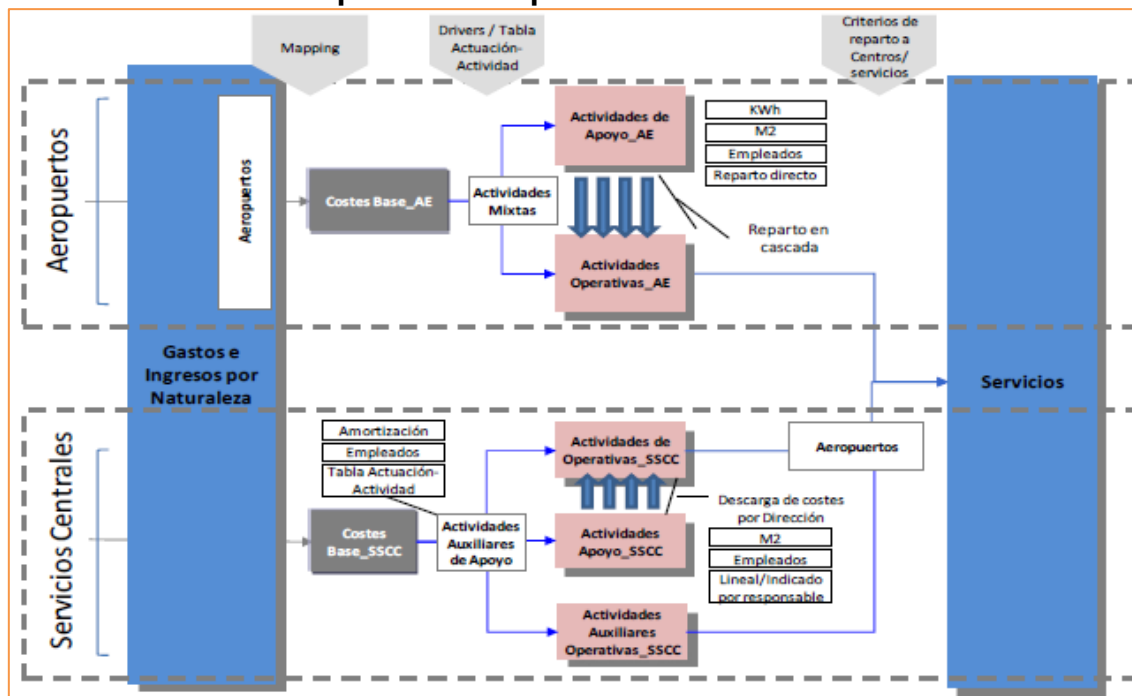 Mapping
Drivers / Tabla
Actuación-
Actividad
Criterios de
reparto a
Centros/
servicios
Aeropuertos
Aeropuertos
Costes Base_AE
Actividades
Mixtas
Actividades de
Apoyo_AE
KWh
M2
Empleados
Reparto directo
Reparto en
cascada
Actividades
Operativas_AE
Gastos e
Ingresos por
Naturaleza
Servicios
Servicios Centrales
Amortización
Empleados
Tabla Actuación-
Actividad
Costes
Base_SSCC
Actividades
Auxiliares
de Apoyo
Actividades de
Operativas_SSCC
Aeropuertos
Actividades
Apoyo_SSCC
Descarga de costes
por Dirección
M2
Empleados
Lineal/Indicado
por responsable
Actividades
Auxiliares
Operativas_SSCC